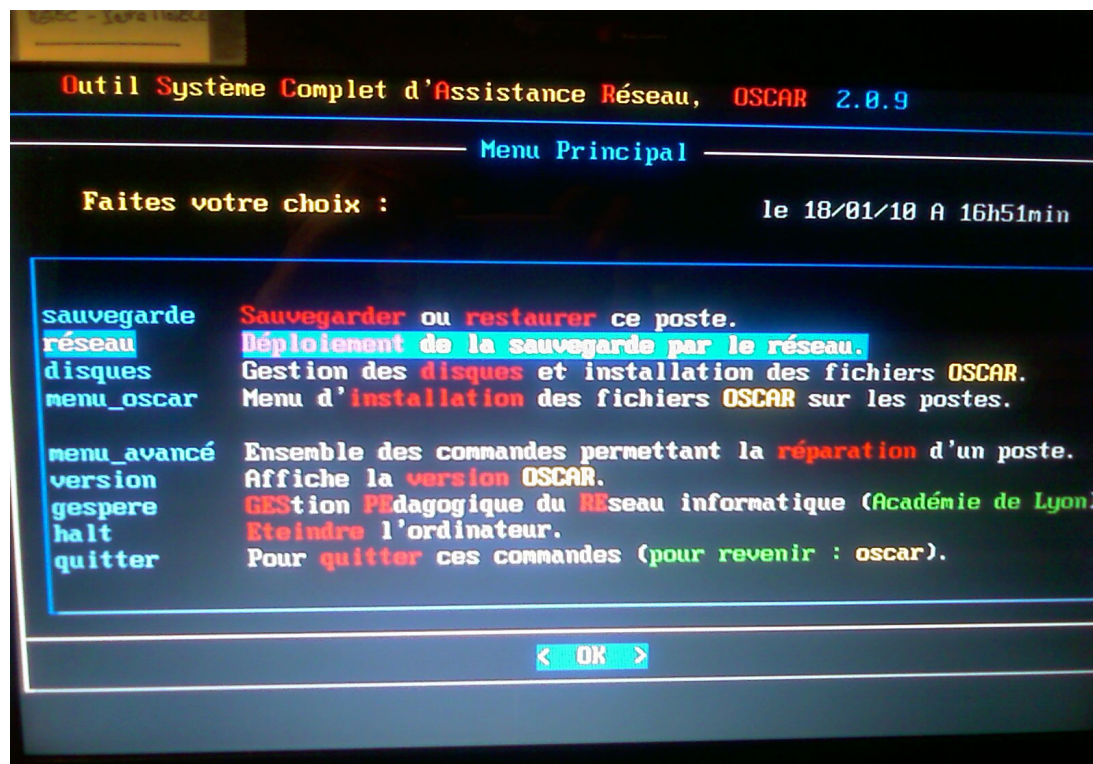 Outil Système Complet d'Assistance Réseau, OSCAR 2.0.9
Menu Principal
Faites votre choix :
le 18/01/10 A 16h51min
sauvegarde Sauvegarder ou restaurer ce poste.
réseau Déploiement de la sauvegarde par le réseau.
disques Gestion des disques et installation des fichiers OSCAR.
menu_oscar Menu d'installation des fichiers OSCAR sur les postes.
menu_avancé Ensemble des commandes permettant la réparation d'un poste.
version Affiche la version OSCAR.
gespere GEStion PEdagogique du REseau informatique (Académie de Lyon)
halt Eteindre l'ordinateur.
quitter Pour quitter ces commandes (pour revenir : oscar).
< OK >